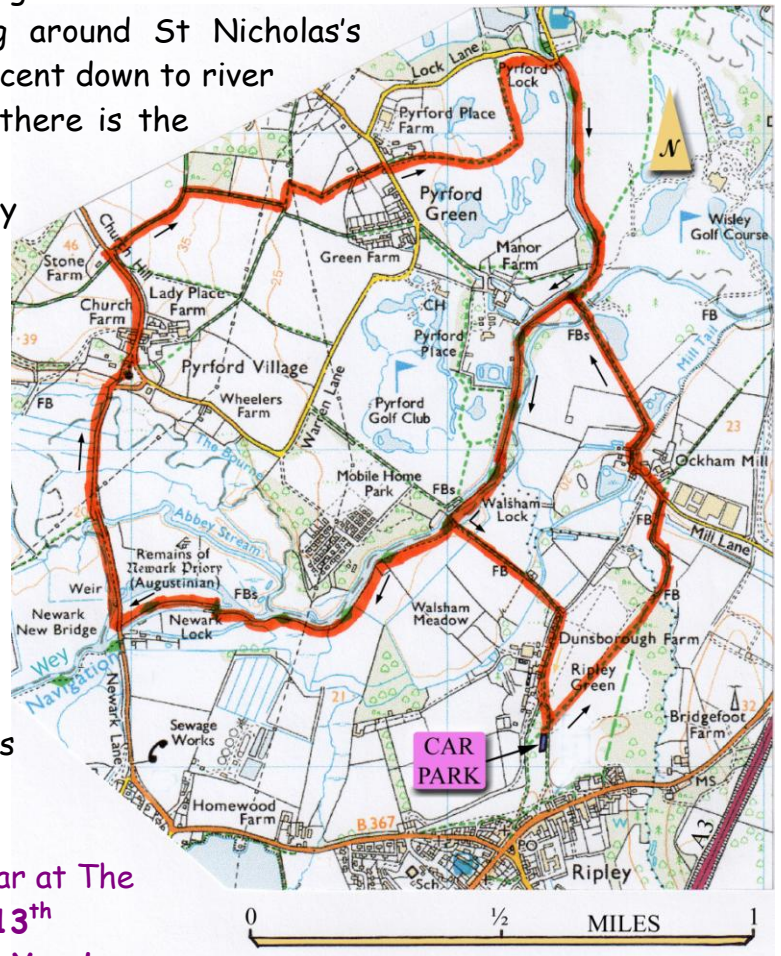 g around St Nicholas's
cent down to river
there is the
y
s
ar at The
13th
Lock Lane
Pyrford
Lock
Pyrford Place
Farm
N
Pyrford
Green
Wisley
Golf Course
Church Hill
46
Stone
Farm
35
25
Green Farm
Manor
Farm
Church
Farm
Lady Place
Farm
CH
FB
FBs
Mill Tail
39
Pyrford
Place
Pyrford Village
Warren Lane
Wheelers
Farm
Pyrford
Golf Club
FB
23
The Bourne
Ockham Mill
20
Mobile Home
Park
FBs
Walsham
Lock
Abbey Stream
FB
Mill Lane
Remains of
Newark Priory
(Augustinian)
Weir
FBs
FB
FB
Newark
New Bridge
Newark
Lock
Walsham
Meadow
Dunsborough Farm
Wey
Navigation
Ripley
Green
Newark Lane
21
Bridgefoot
Farm
32
Sewage
Works
CAR
PARK
MS
Homewood
Farm
B 367
A3
W
PO
Sch
Ripley
0
½
MILES
1